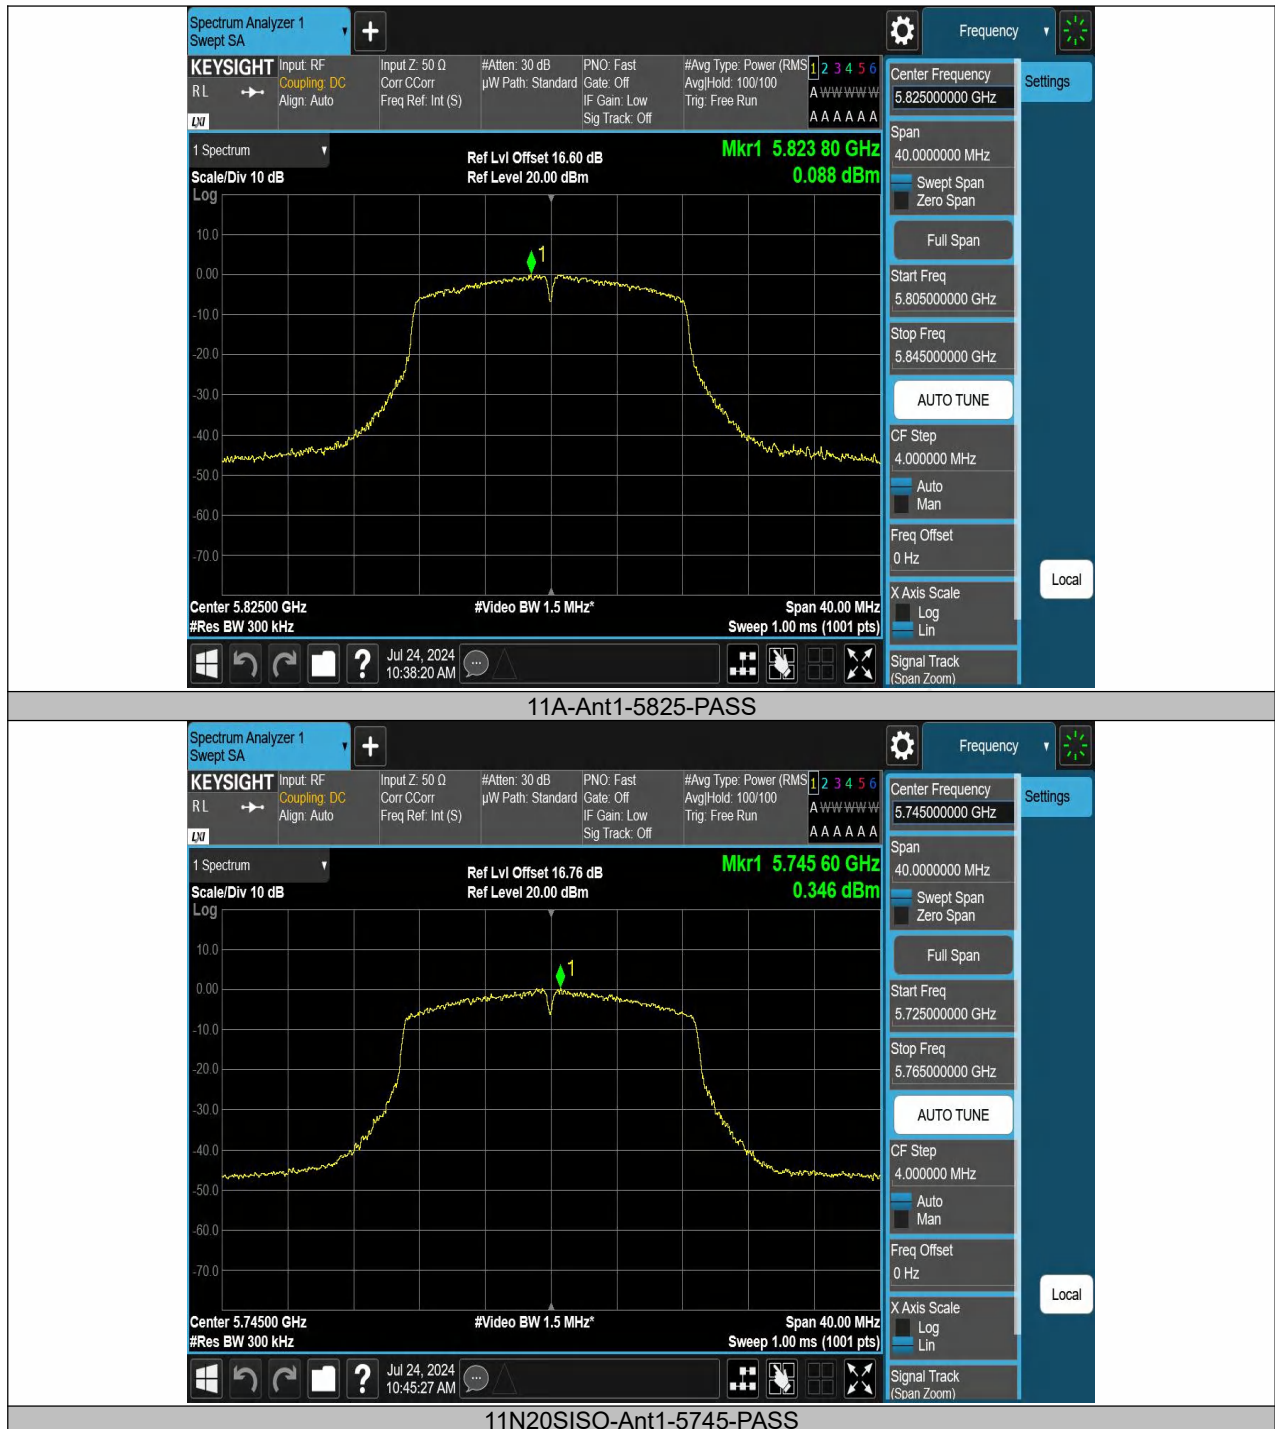 Spectrum Analyzer 1
Swept SA
+
Frequency
KEYSIGHT
R L
LXI
Input: RF
Coupling: DC
Align: Auto
Input Z: 50 Ω
Corr CCorr
Freq Ref: Int (S)
#Atten: 30 dB
µW Path: Standard
PNO: Fast
Gate: Off
IF Gain: Low
Sig Track: Off
#Avg Type: Power (RMS
Avg|Hold: 100/100
Trig: Free Run
1 2 3 4 5 6
A W W W W W
A A A A A A
1 Spectrum
Scale/Div 10 dB
Log
Ref Lvl Offset 16.60 dB
Ref Level 20.00 dBm
Mkr1 5.823 80 GHz
0.088 dBm
1
10.0
0.00
-10.0
-20.0
-30.0
-40.0
-50.0
-60.0
-70.0
Center 5.82500 GHz
#Res BW 300 kHz
#Video BW 1.5 MHz*
Span 40.00 MHz
Sweep 1.00 ms (1001 pts)
Center Frequency
5.825000000 GHz
Settings
Span
40.0000000 MHz
Swept Span
Zero Span
Full Span
Start Freq
5.805000000 GHz
Stop Freq
5.845000000 GHz
AUTO TUNE
CF Step
4.000000 MHz
Auto
Man
Freq Offset
0 Hz
X Axis Scale
Log
Lin
Signal Track
(Span Zoom)
Local
?
Jul 24, 2024
10:38:20 AM
11A-Ant1-5825-PASS
Spectrum Analyzer 1
Swept SA
+
Frequency
KEYSIGHT
R L
LXI
Input: RF
Coupling: DC
Align: Auto
Input Z: 50 Ω
Corr CCorr
Freq Ref: Int (S)
#Atten: 30 dB
µW Path: Standard
PNO: Fast
Gate: Off
IF Gain: Low
Sig Track: Off
#Avg Type: Power (RMS
Avg|Hold: 100/100
Trig: Free Run
1 2 3 4 5 6
A W W W W W
A A A A A A
1 Spectrum
Scale/Div 10 dB
Log
Ref Lvl Offset 16.76 dB
Ref Level 20.00 dBm
Mkr1 5.745 60 GHz
0.346 dBm
1
10.0
0.00
-10.0
-20.0
-30.0
-40.0
-50.0
-60.0
-70.0
Center 5.74500 GHz
#Res BW 300 kHz
#Video BW 1.5 MHz*
Span 40.00 MHz
Sweep 1.00 ms (1001 pts)
Center Frequency
5.745000000 GHz
Settings
Span
40.0000000 MHz
Swept Span
Zero Span
Full Span
Start Freq
5.725000000 GHz
Stop Freq
5.765000000 GHz
AUTO TUNE
CF Step
4.000000 MHz
Auto
Man
Freq Offset
0 Hz
X Axis Scale
Log
Lin
Signal Track
(Span Zoom)
Local
?
Jul 24, 2024
10:45:27 AM
11N20SISO-Ant1-5745-PASS